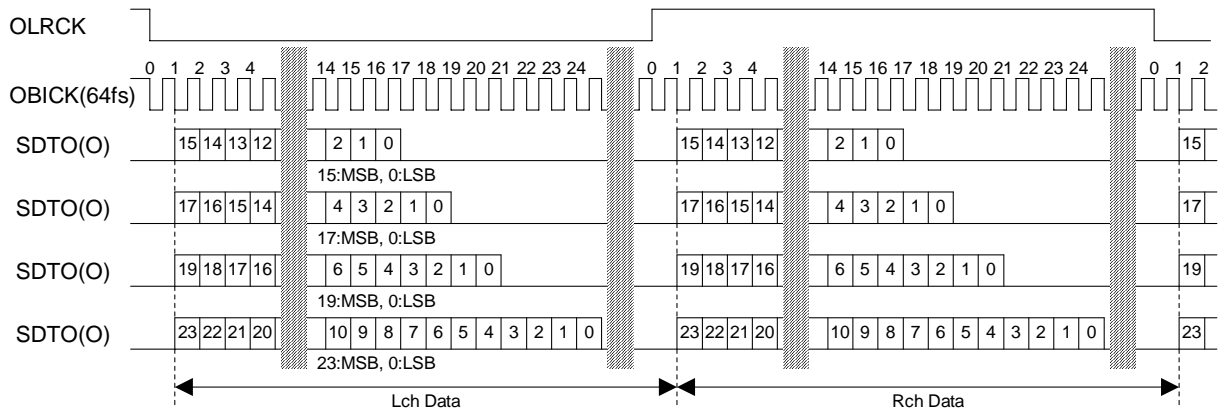 OLRCK
0 1 2 3 4 14 15 16 17 18 19 20 21 22 23 24 0 1 2 3 4 14 15 16 17 18 19 20 21 22 23 24 0 1 2
OBICK(64fs)
SDTO(O) 15 14 13 12 2 1 0 15 14 13 12 2 1 0 15
15:MSB, 0:LSB
SDTO(O) 17 16 15 14 4 3 2 1 0 17 16 15 14 4 3 2 1 0 17
17:MSB, 0:LSB
SDTO(O) 19 18 17 16 6 5 4 3 2 1 0 19 18 17 16 6 5 4 3 2 1 0 19
19:MSB, 0:LSB
SDTO(O) 23 22 21 20 10 9 8 7 6 5 4 3 2 1 0 23 22 21 20 10 9 8 7 6 5 4 3 2 1 0 23
23:MSB, 0:LSB
Lch Data Rch Data